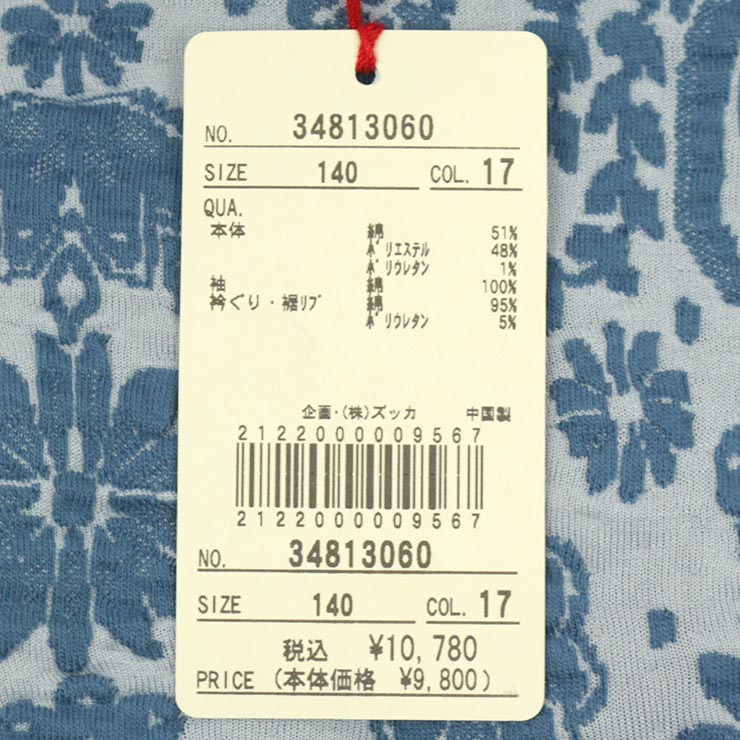 NO. 34813060
SIZE 140 COL. 17
QUA.
本体 綿 51%
ﾎﾟﾘｴｽﾃﾙ 48%
ﾎﾟﾘｳﾚﾀﾝ 1%
袖 綿 100%
衿ぐり・裾ﾘﾌﾞ 綿 95%
ﾎﾟﾘｳﾚﾀﾝ 5%
企画・(株)ズッカ 中国製
2122000009567
2122000009567
NO. 34813060
SIZE 140 COL. 17
税込 ¥10,780
PRICE (本体価格 ¥9,800)